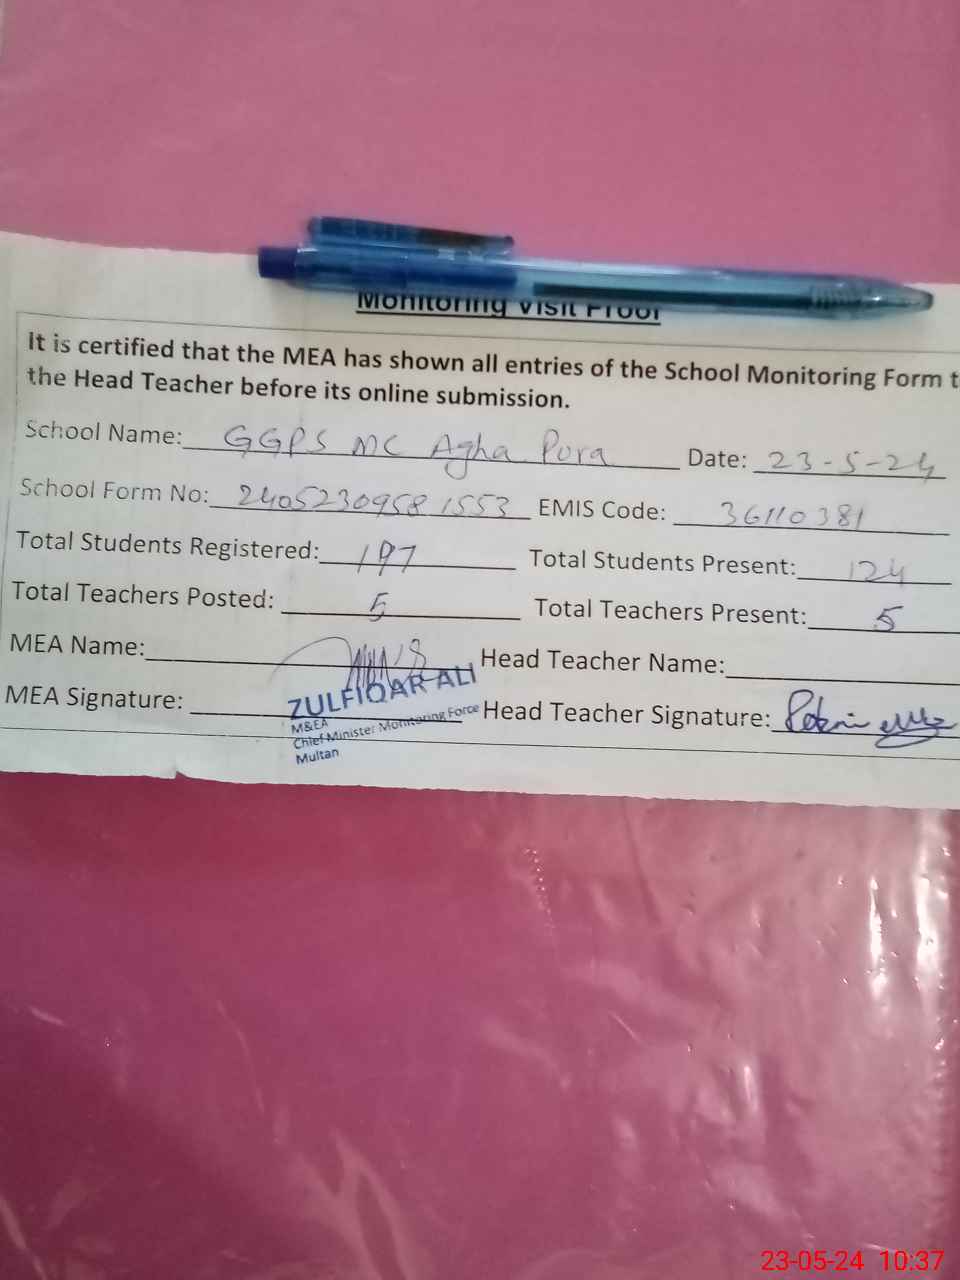 Monitoring Visit Proof
It is certified that the MEA has shown all entries of the School Monitoring Form t
the Head Teacher before its online submission.
School Name: GGPS MC Agha Pora Date: 23-5-24
School Form No: 24052309581553 EMIS Code: 36110381
Total Students Registered: 197 Total Students Present: 124
Total Teachers Posted: 5 Total Teachers Present: 5
MEA Name: Head Teacher Name:
MEA Signature: Head Teacher Signature:
ZULFIQAR ALI
M&EA
Chief Minister Monitoring Force
Multan
23-05-24 10:37